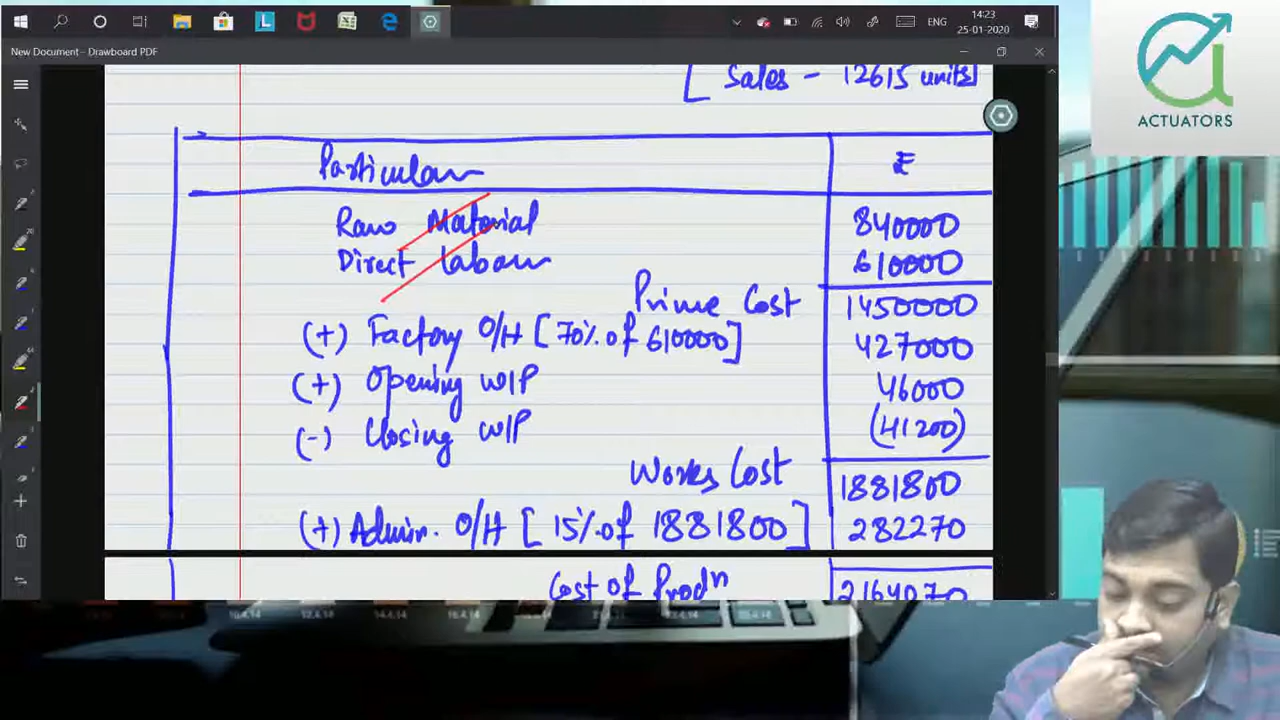 14:23
ENG
25-01-2020
New Document - Drawboard PDF
ACTUATORS
[ Sales - 12615 units]
Particulars ₹
Raw Material 840000
Direct Labour 610000
Prime Cost 1450000
(+) Factory O/H [70% of 610000] 427000
(+) Opening WIP 46000
(-) Closing WIP (41200)
Works Cost 1881800
(+) Admin. O/H [15% of 1881800] 282270
Cost of Prodⁿ 2164070